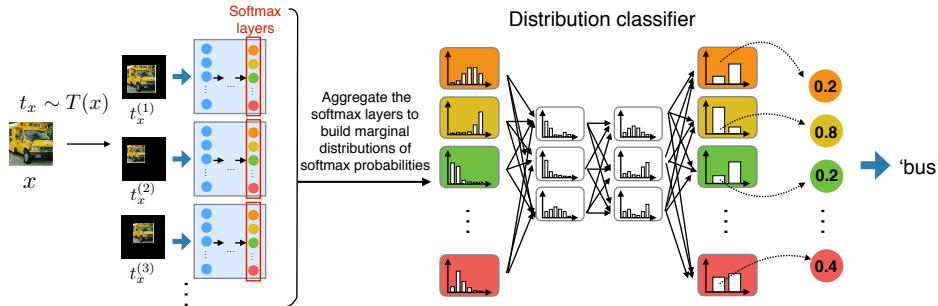 Softmax
layers
Distribution classifier
t_x ∼ T(x)
x
t_x^(1)
t_x^(2)
t_x^(3)
Aggregate the
softmax layers to
build marginal
distributions of
softmax probabilities
0.2
0.8
0.2
0.4
‘bus